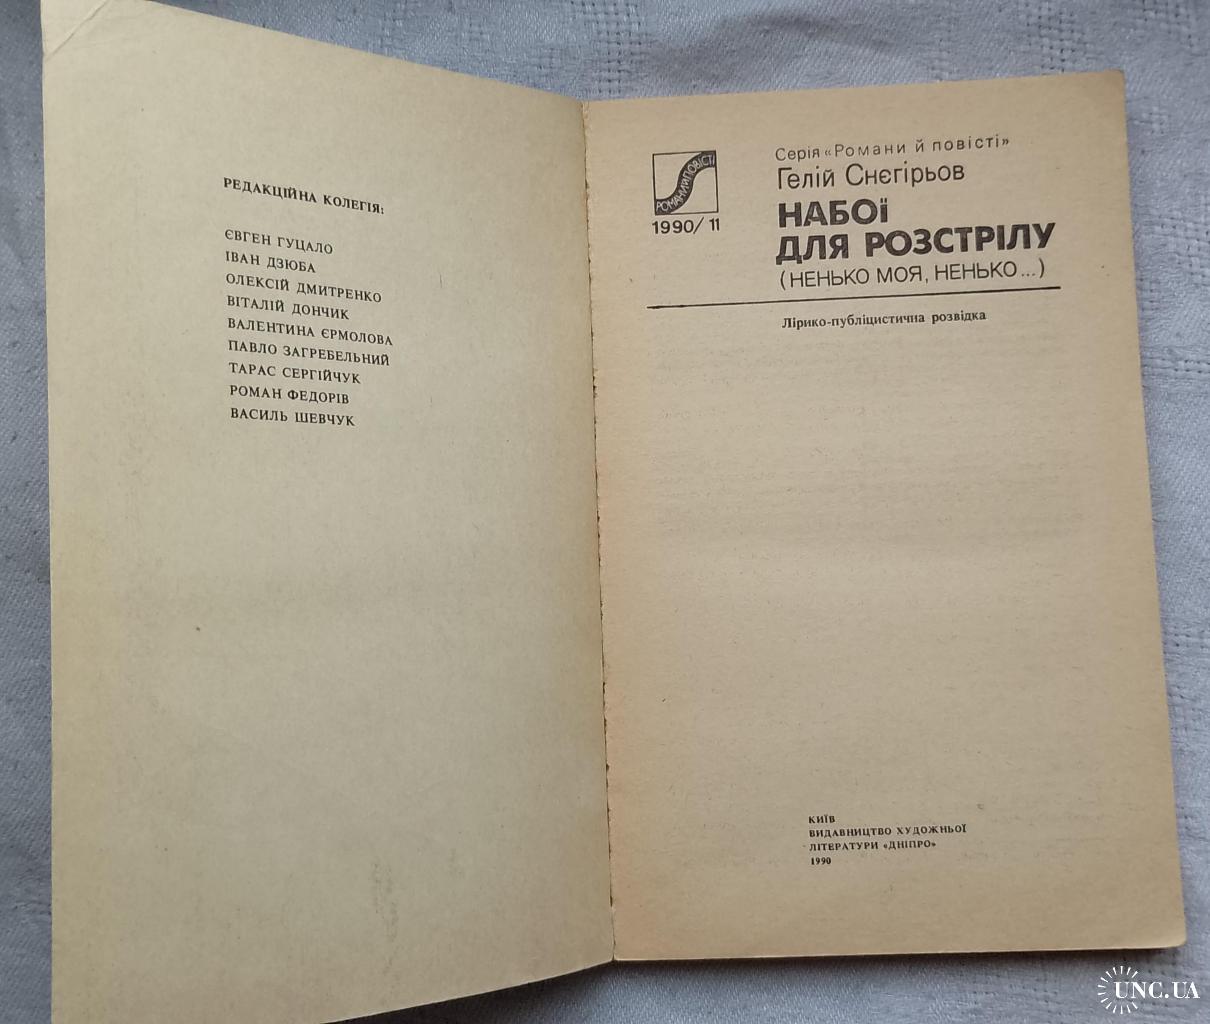 РЕДАКЦІЙНА КОЛЕГІЯ:
ЄВГЕН ГУЦАЛО
ІВАН ДЗЮБА
ОЛЕКСІЙ ДМИТРЕНКО
ВІТАЛІЙ ДОНЧИК
ВАЛЕНТИНА ЄРМОЛОВА
ПАВЛО ЗАГРЕБЕЛЬНИЙ
ТАРАС СЕРГІЙЧУК
РОМАН ФЕДОРІВ
ВАСИЛЬ ШЕВЧУК
РОМАНИ Й ПОВІСТІ
1990/11
Серія «Романи й повісті»
Гелій Снєгірьов
НАБОЇ
ДЛЯ РОЗСТРІЛУ
(НЕНЬКО МОЯ, НЕНЬКО...)
Лірико-публіцистична розвідка
КИЇВ
ВИДАВНИЦТВО ХУДОЖНЬОЇ
ЛІТЕРАТУРИ «ДНІПРО»
1990
UNC.UA